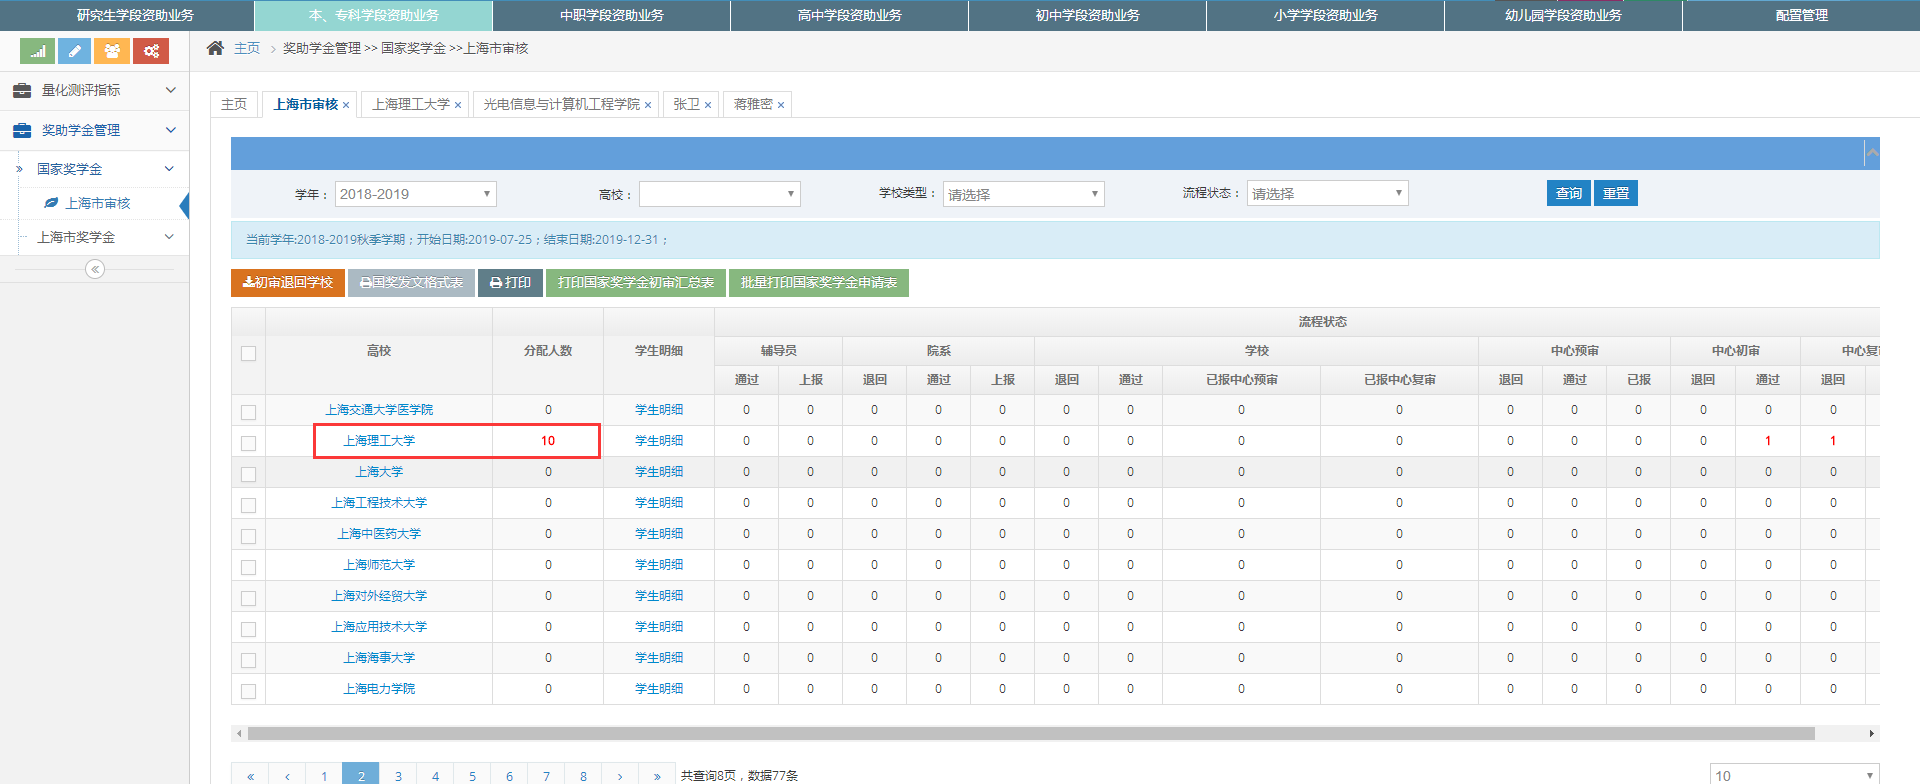 研究生学段资助业务 本、专科学段资助业务 中职学段资助业务 高中学段资助业务 初中学段资助业务 小学学段资助业务 幼儿园学段资助业务 配置管理
主页 > 奖助学金管理 >> 国家奖学金 >>上海市审核
量化测评指标
奖助学金管理
» 国家奖学金
上海市审核
上海市奖学金
«
主页 上海市审核 × 上海理工大学 × 光电信息与计算机工程学院 × 张卫 × 蒋雅密 ×
学年： 2018-2019 高校： 学校类型： 请选择 流程状态： 请选择 查询 重置
当前学年:2018-2019秋季学期；开始日期:2019-07-25；结束日期:2019-12-31；
初审退回学校 国奖发文格式表 打印 打印国家奖学金初审汇总表 批量打印国家奖学金申请表
流程状态
高校 分配人数 学生明细 辅导员 院系 学校 中心预审 中心初审 中心复
通过 上报 退回 通过 上报 退回 通过 已报中心预审 已报中心复审 退回 通过 已报 退回 通过 退回
上海交通大学医学院 0 学生明细 0 0 0 0 0 0 0 0 0 0 0 0 0 0 0
上海理工大学 10 学生明细 0 0 0 0 0 0 0 0 0 0 0 0 0 1 1
上海大学 0 学生明细 0 0 0 0 0 0 0 0 0 0 0 0 0 0 0
上海工程技术大学 0 学生明细 0 0 0 0 0 0 0 0 0 0 0 0 0 0 0
上海中医药大学 0 学生明细 0 0 0 0 0 0 0 0 0 0 0 0 0 0 0
上海师范大学 0 学生明细 0 0 0 0 0 0 0 0 0 0 0 0 0 0 0
上海对外经贸大学 0 学生明细 0 0 0 0 0 0 0 0 0 0 0 0 0 0 0
上海应用技术大学 0 学生明细 0 0 0 0 0 0 0 0 0 0 0 0 0 0 0
上海海事大学 0 学生明细 0 0 0 0 0 0 0 0 0 0 0 0 0 0 0
上海电力学院 0 学生明细 0 0 0 0 0 0 0 0 0 0 0 0 0 0 0
« ‹ 1 2 3 4 5 6 7 8 › » 共查询8页，数据77条 10